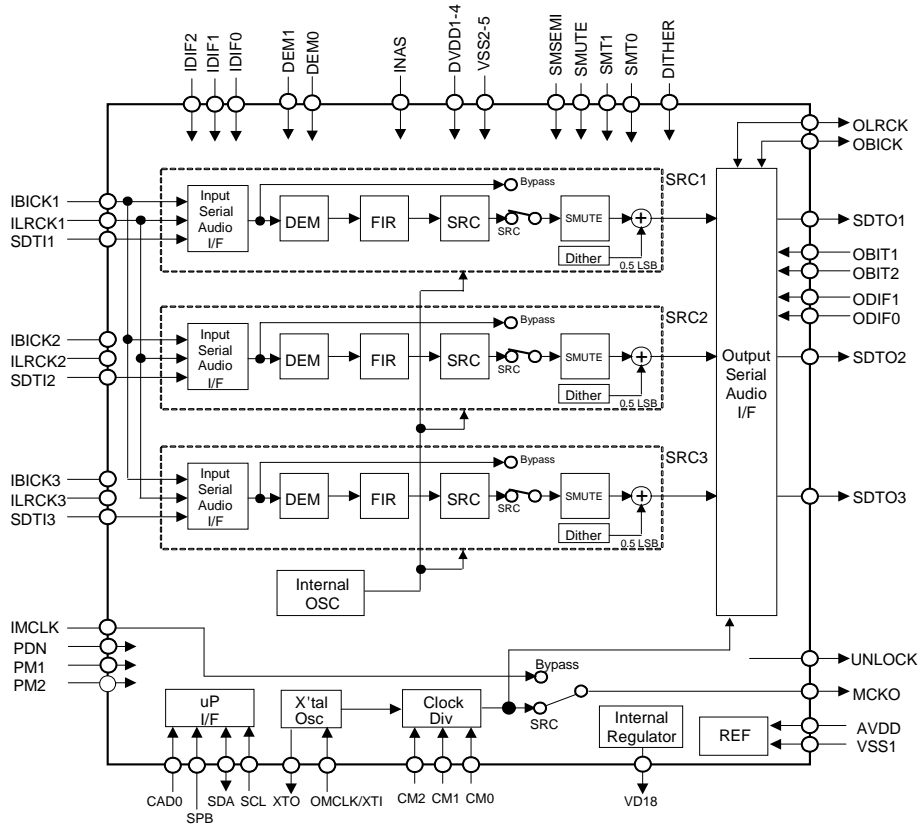 IDIF2
IDIF1
IDIF0
DEM1
DEM0
INAS
DVDD1-4
VSS2-5
SMSEMI
SMUTE
SMT1
SMT0
DITHER
OLRCK
OBICK
SRC1
Input
Serial
Audio
I/F
Bypass
DEM
FIR
SRC
SRC
SMUTE
Dither
0.5 LSB
IBICK1
ILRCK1
SDTI1
SDTO1
OBIT1
OBIT2
ODIF1
ODIF0
SRC2
Input
Serial
Audio
I/F
Bypass
DEM
FIR
SRC
SRC
SMUTE
Dither
0.5 LSB
IBICK2
ILRCK2
SDTI2
Output
Serial
Audio
I/F
SDTO2
SRC3
Input
Serial
Audio
I/F
Bypass
DEM
FIR
SRC
SRC
SMUTE
Dither
0.5 LSB
IBICK3
ILRCK3
SDTI3
SDTO3
Internal
OSC
IMCLK
PDN
PM1
PM2
Bypass
SRC
UNLOCK
MCKO
uP
I/F
X'tal
Osc
Clock
Div
Internal
Regulator
REF
AVDD
VSS1
CAD0
SPB
SDA
SCL
XTO
OMCLK/XTI
CM2
CM1
CM0
VD18